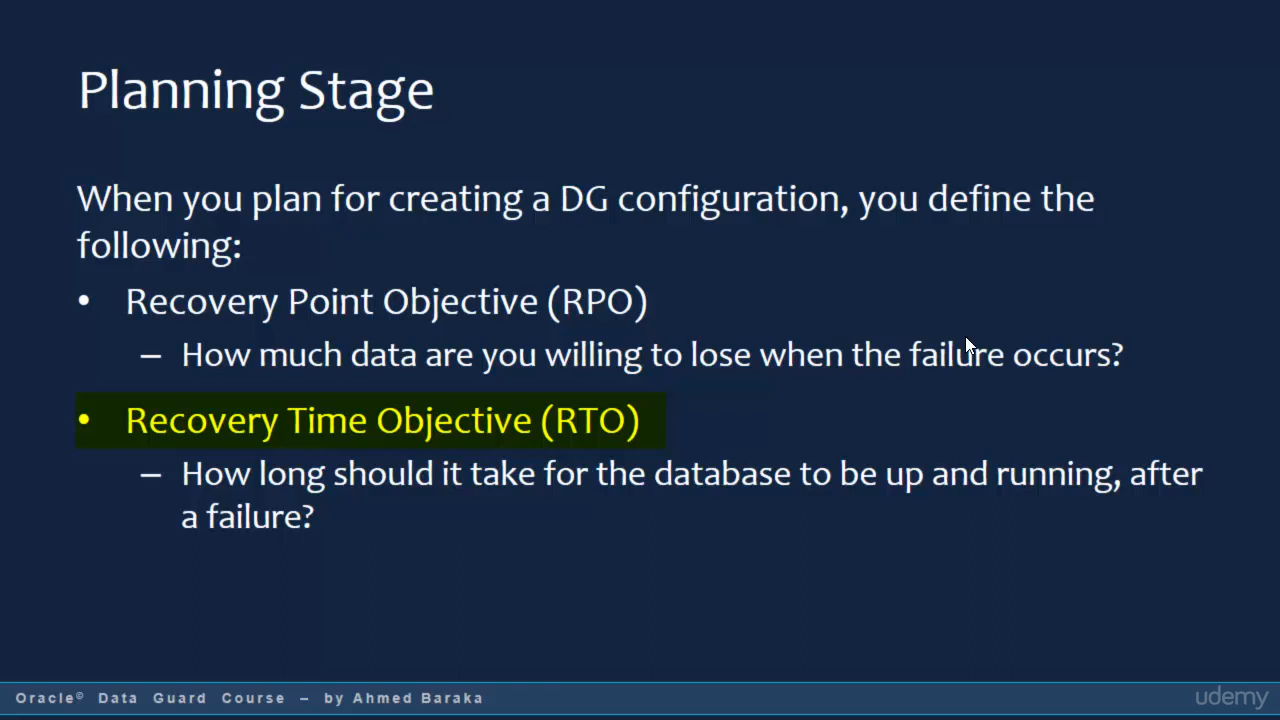 Planning Stage
When you plan for creating a DG configuration, you define the
following:
• Recovery Point Objective (RPO)
– How much data are you willing to lose when the failure occurs?
• Recovery Time Objective (RTO)
– How long should it take for the database to be up and running, after
a failure?
Oracle© Data Guard Course – by Ahmed Baraka
udemy